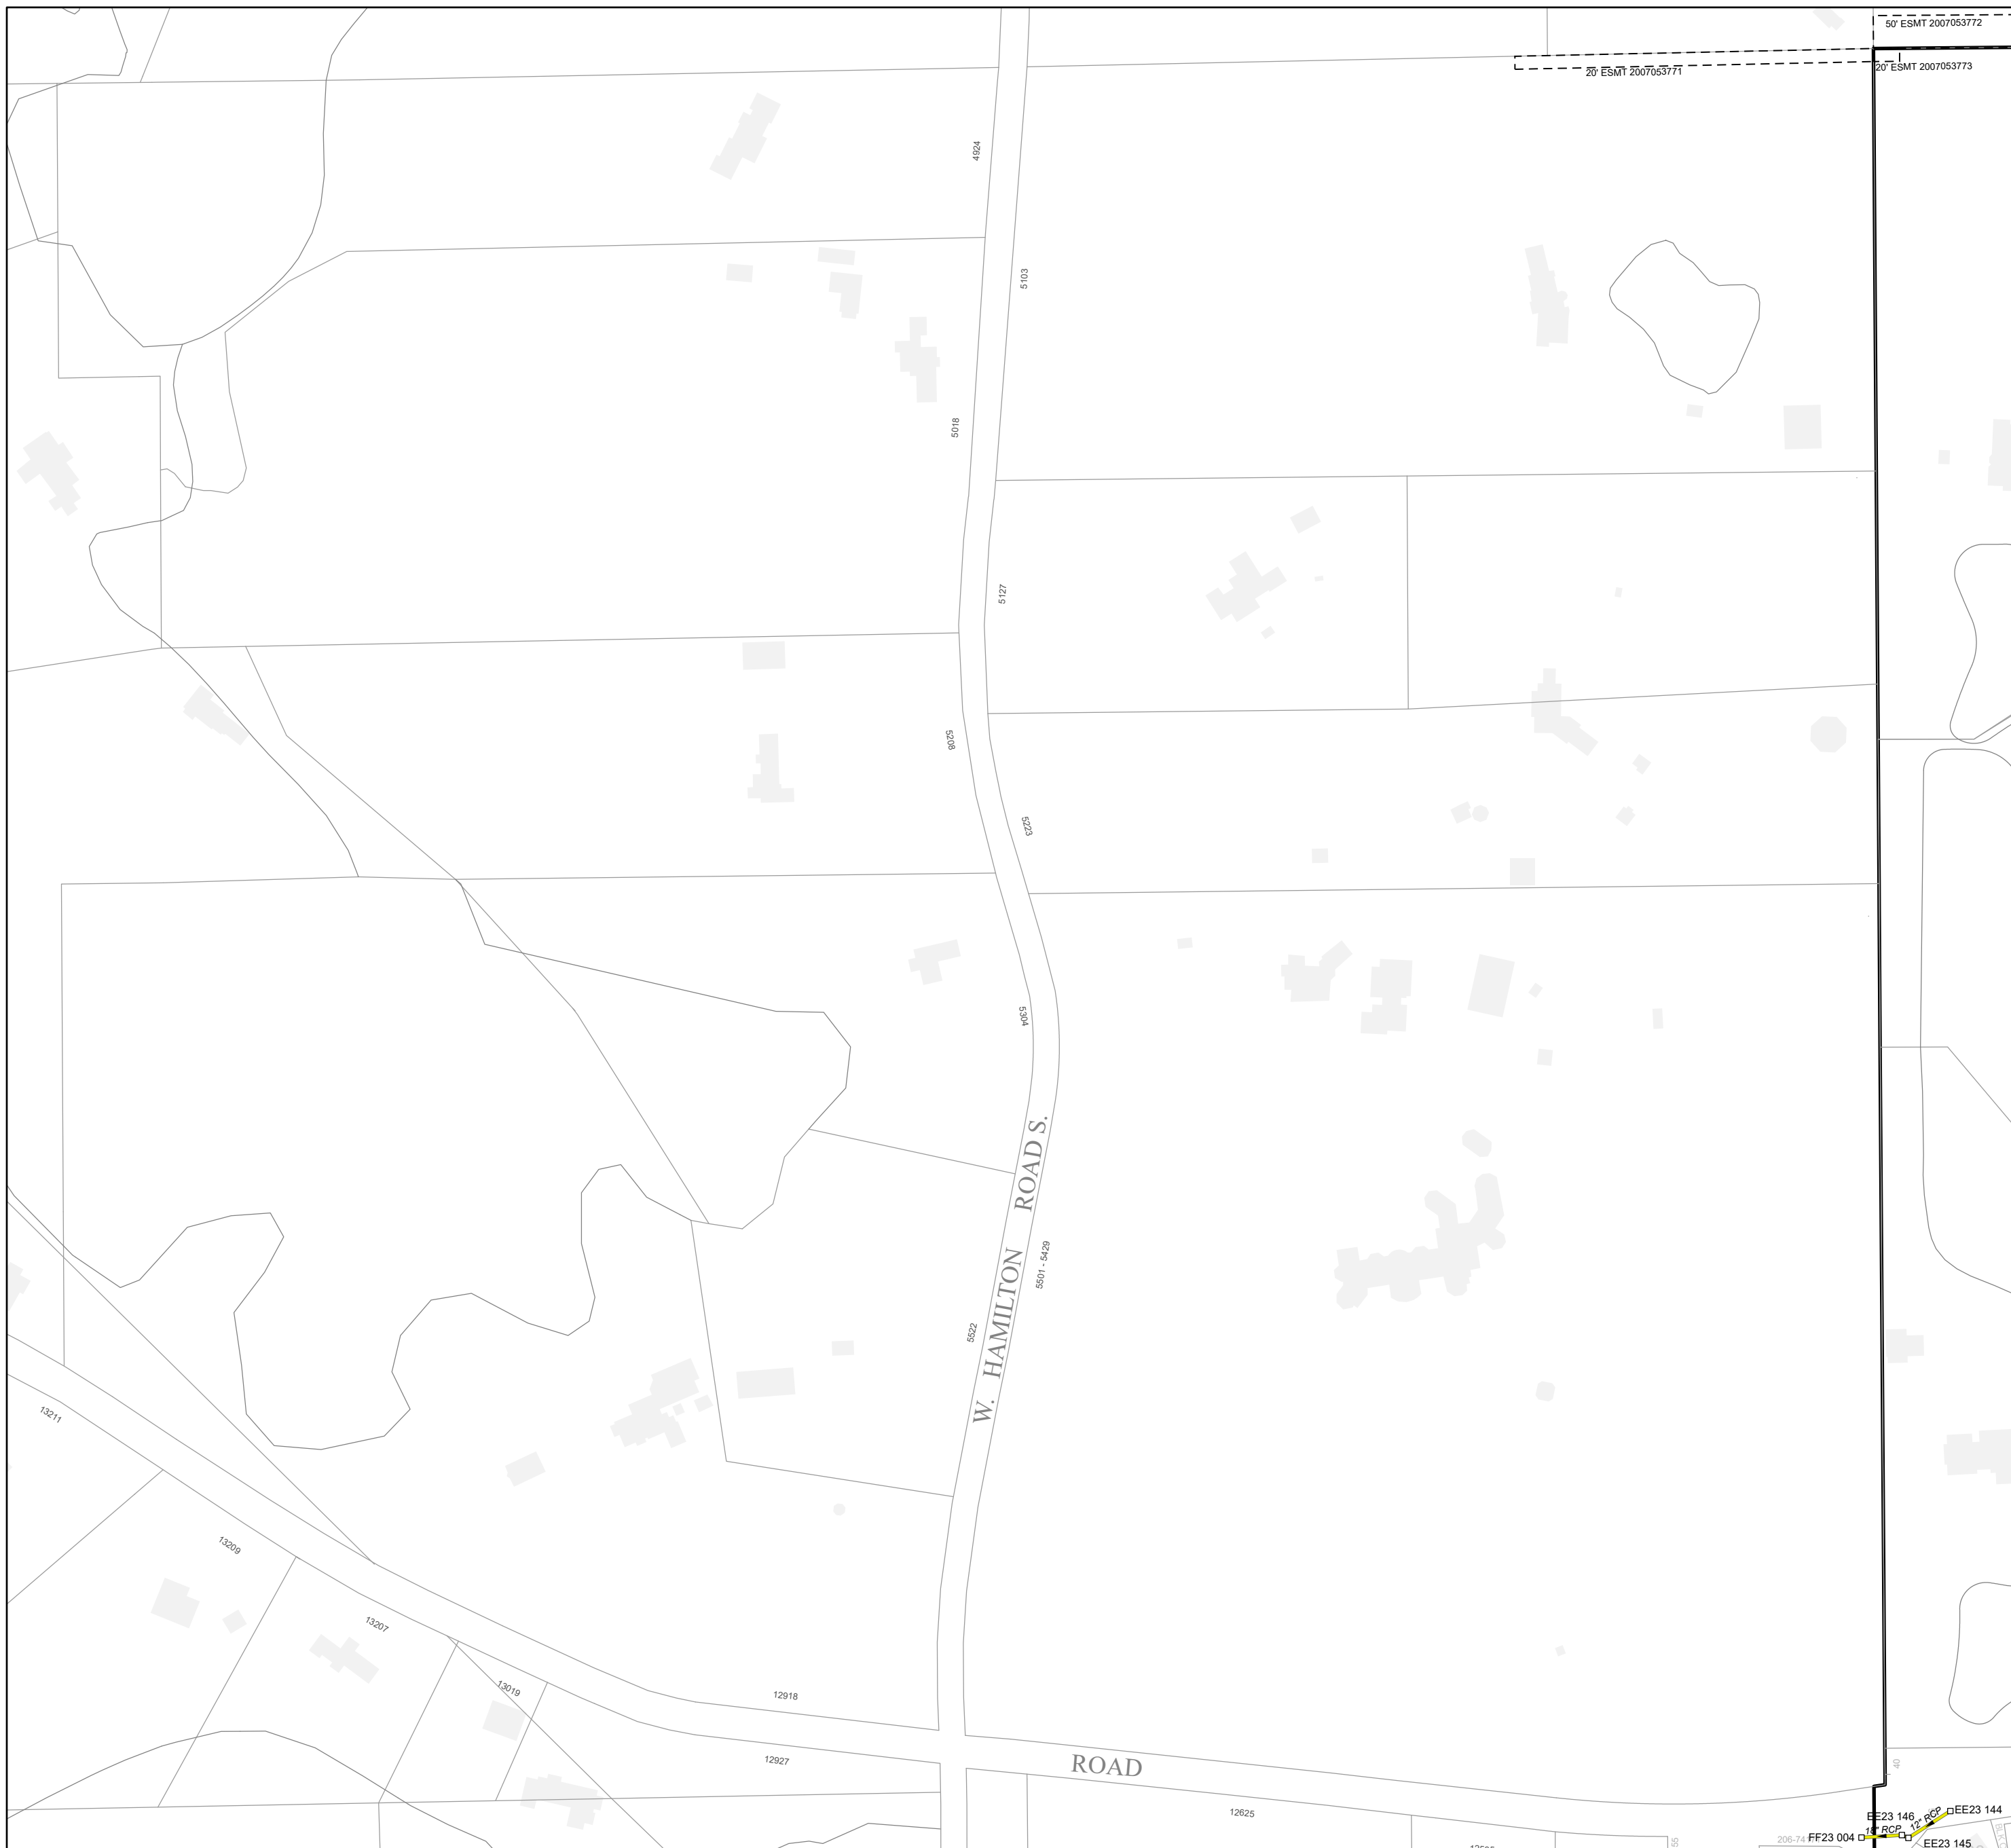 50' ESMT 2007053772
20' ESMT 2007053771
20' ESMT 2007053773
4924
5103
5018
5127
5208
5223
5304
W. HAMILTON ROAD S.
5501 - 5429
5522
13211
13209
13207
13019
12918
12927
ROAD
12625
40
55
206-74
EE23 146
EE23 144
18" RCP
12" RCP
FF23 004
EE23 145